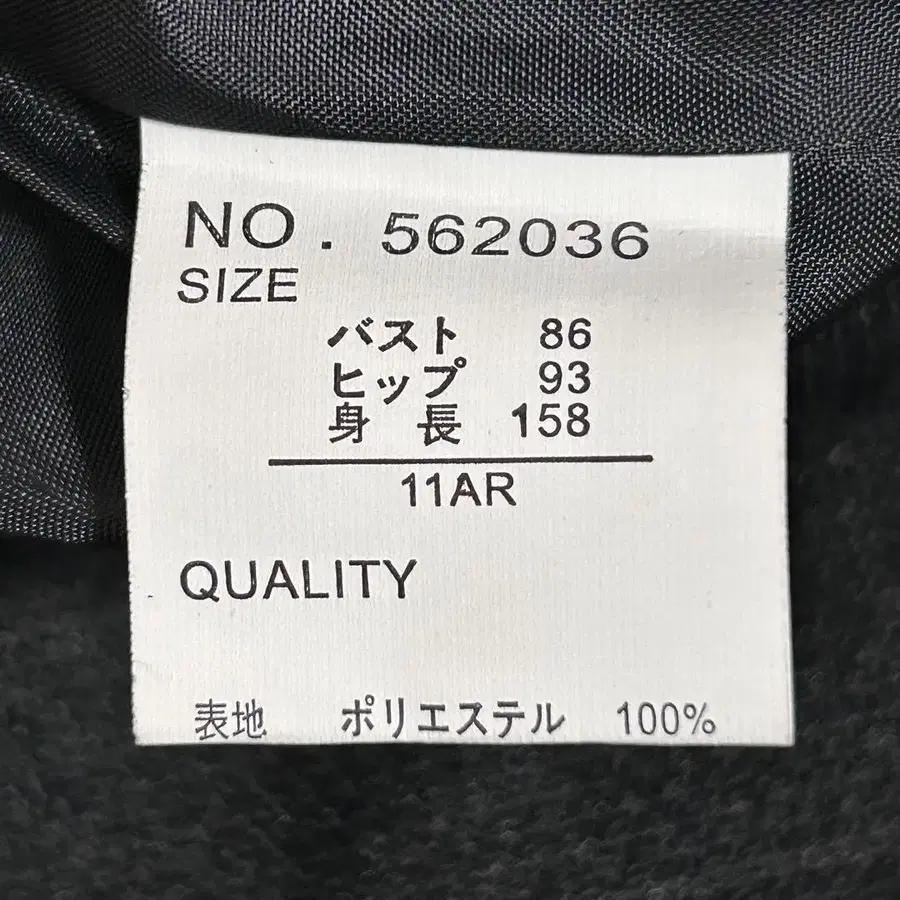 NO. 562036
SIZE
バスト 86
ヒップ 93
身長 158
11AR
QUALITY
表地 ポリエステル 100%